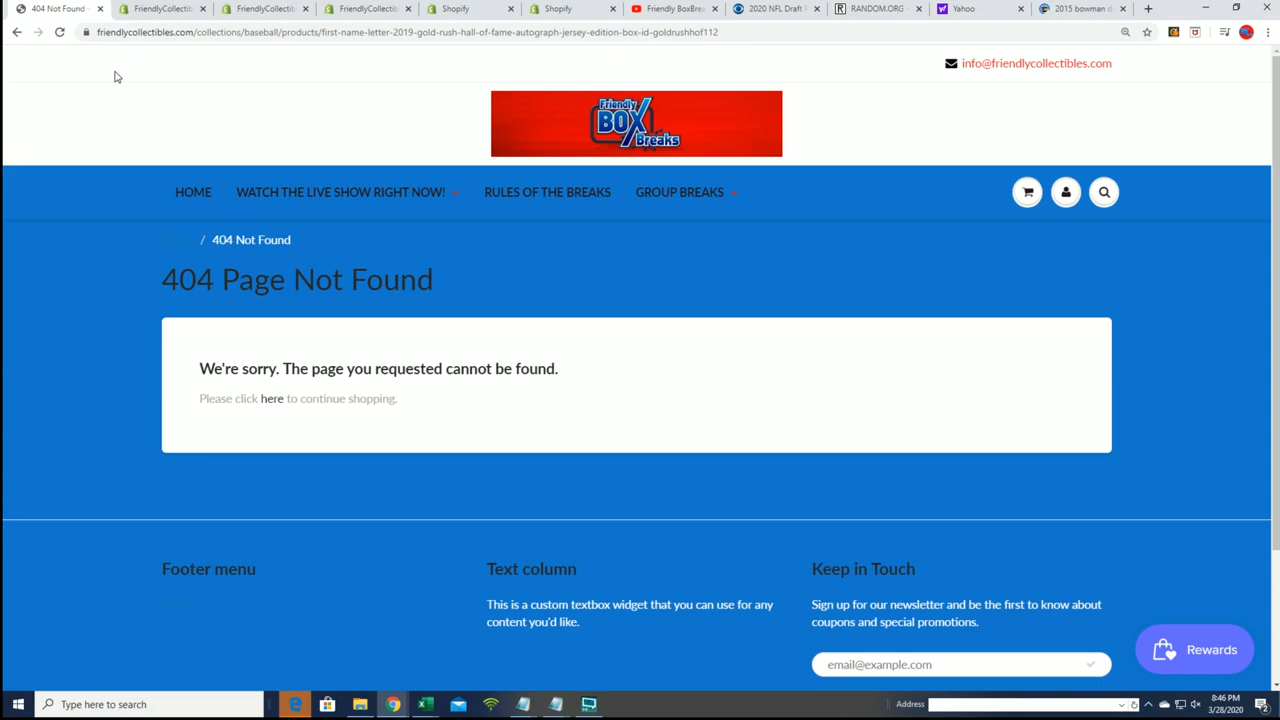 404 Not Found -
FriendlyCollectib
FriendlyCollectib
FriendlyCollectib
Shopify
Shopify
Friendly BoxBrea
2020 NFL Draft P
RANDOM.ORG -
Yahoo
2015 bowman d
friendlycollectibles.com/collections/baseball/products/first-name-letter-2019-gold-rush-hall-of-fame-autograph-jersey-edition-box-id-goldrushhof112
info@friendlycollectibles.com
Friendly
BOX
Breaks
HOME WATCH THE LIVE SHOW RIGHT NOW! RULES OF THE BREAKS GROUP BREAKS
/ 404 Not Found
404 Page Not Found
We're sorry. The page you requested cannot be found.
Please click here to continue shopping.
Footer menu
Text column
This is a custom textbox widget that you can use for any
content you'd like.
Keep in Touch
Sign up for our newsletter and be the first to know about
coupons and special promotions.
email@example.com
Rewards
Type here to search
Address
8:46 PM
3/28/2020